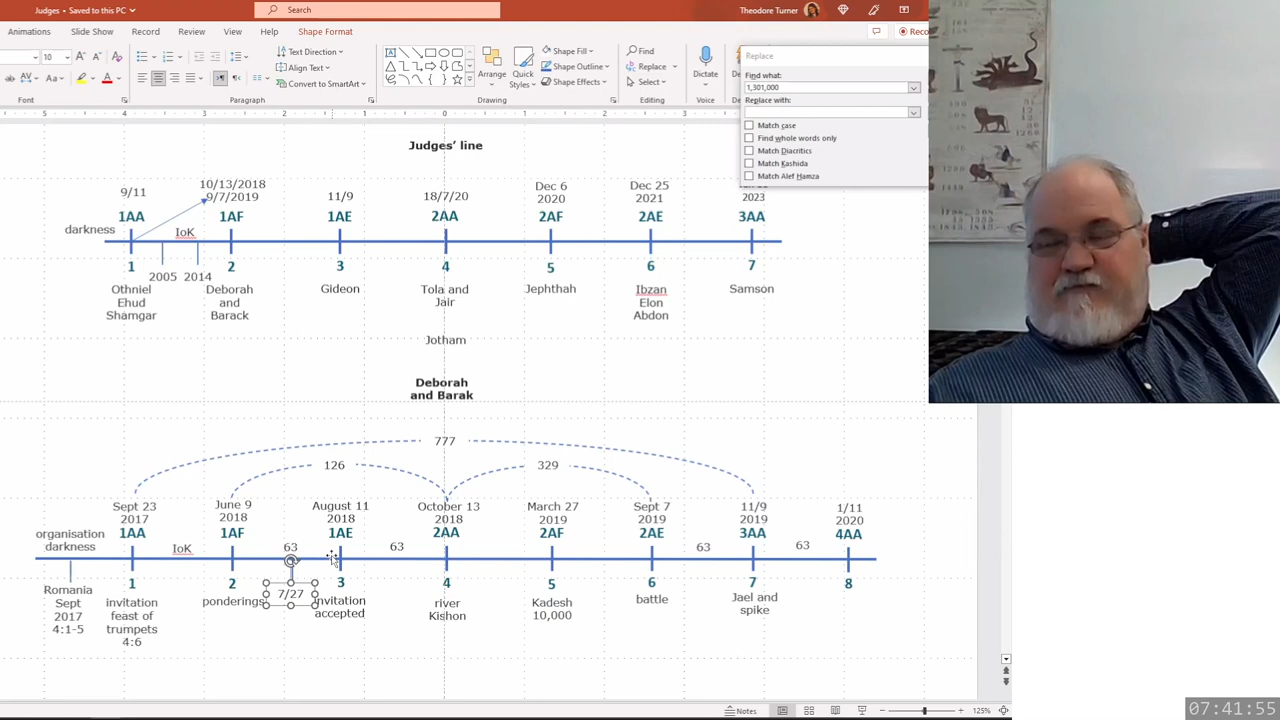 Judges - Saved to this PC
Search
Theodore Turner
Animations Slide Show Record Review View Help Shape Format
Text Direction
Align Text
Convert to SmartArt
10
Aa
Arrange
Quick Styles
Shape Fill
Shape Outline
Shape Effects
Find
Replace
Select
Dictate
Font Paragraph Drawing Editing Voice
Replace
Find what:
1,301,000
Replace with:
Match case
Find whole words only
Match Diacritics
Match Kashida
Match Alef Hamza
Judges' line
9/11
10/13/2018
9/7/2019
11/9
18/7/20
Dec 6
2020
Dec 25
2021
2023
1AA 1AF 1AE 2AA 2AF 2AE 3AA
darkness
IoK
1 2 3 4 5 6 7
2005 2014
Othniel
Ehud
Shamgar
Deborah
and
Barack
Gideon
Tola and
Jair
Jephthah
Ibzan
Elon
Abdon
Samson
Jotham
Deborah
and Barak
777
126
329
Sept 23
2017
June 9
2018
August 11
2018
October 13
2018
March 27
2019
Sept 7
2019
11/9
2019
1/11
2020
1AA 1AF 1AE 2AA 2AF 2AE 3AA 4AA
organisation
darkness
IoK
63 63 63 63
1 2 3 4 5 6 7 8
Romania
Sept
2017
4:1-5
invitation
feast of
trumpets
4:6
ponderings
7/27
invitation
accepted
river
Kishon
Kadesh
10,000
battle
Jael and
spike
Notes
125%
07:41:55